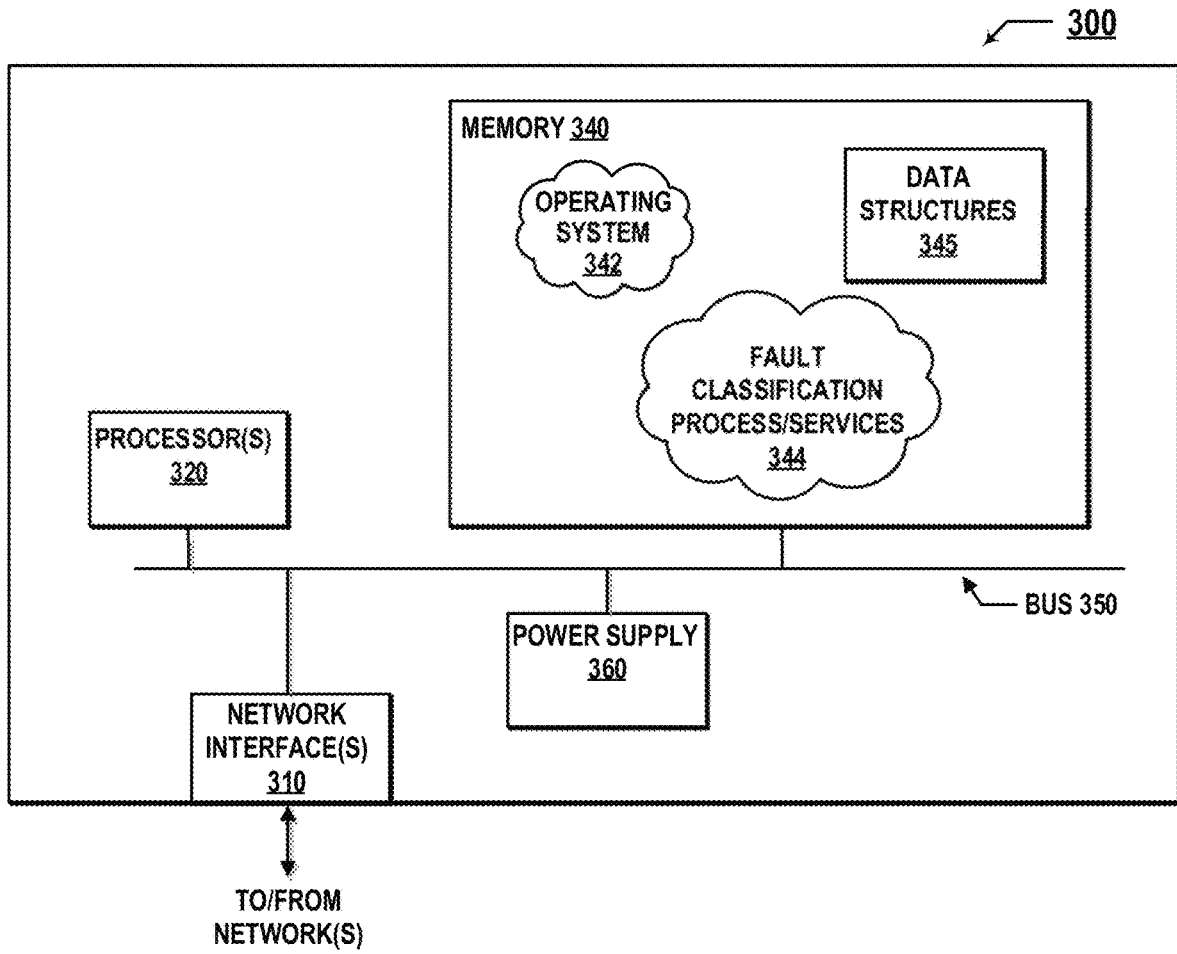 300
MEMORY 340
OPERATING
SYSTEM
342
DATA
STRUCTURES
345
FAULT
CLASSIFICATION
PROCESS/SERVICES
344
PROCESSOR(S)
320
BUS 350
POWER SUPPLY
360
NETWORK
INTERFACE(S)
310
TO/FROM
NETWORK(S)